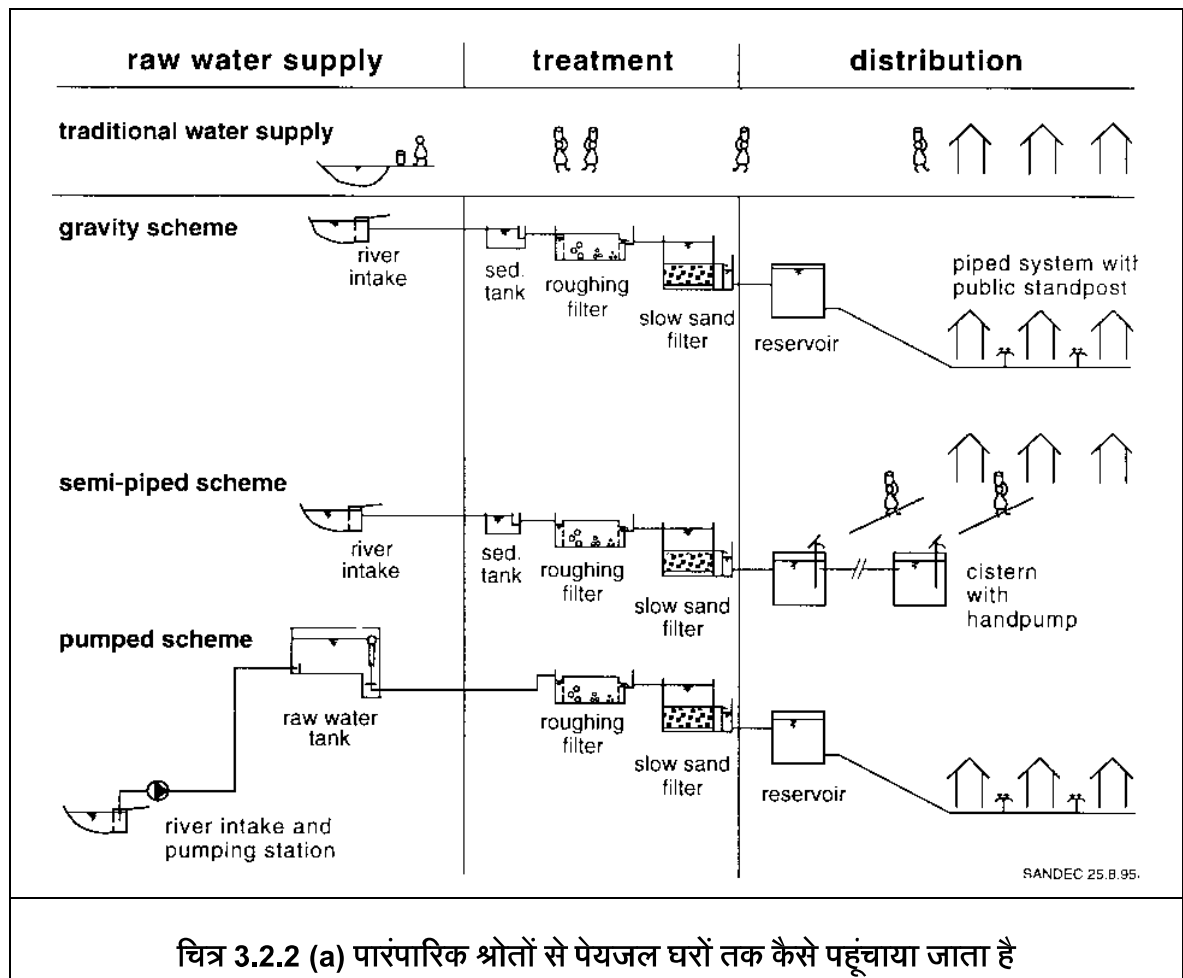 raw water supply
treatment
distribution
traditional water supply
gravity scheme
river
intake
sed.
tank
roughing
filter
slow sand
filter
reservoir
piped system with
public standpost
semi-piped scheme
river
intake
sed.
tank
roughing
filter
slow sand
filter
cistern
with
handpump
pumped scheme
raw water
tank
river intake and
pumping station
roughing
filter
slow sand
filter
reservoir
SANDEC 25.8.95
चित्र 3.2.2 (a) पारंपारिक श्रोतों से पेयजल घरों तक कैसे पहूंचाया जाता है